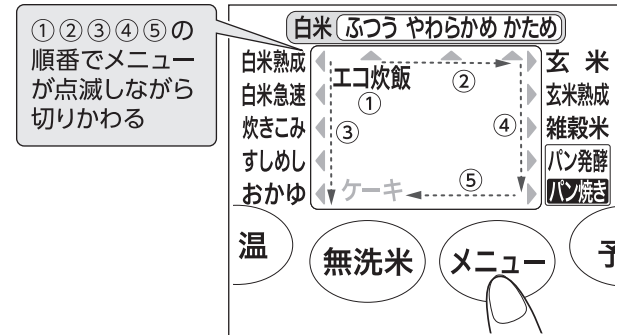 ①②③④⑤の
順番でメニュー
が点滅しながら
切りかわる
白米 ふつう やわらかめ かため
白米熟成
白米急速
炊きこみ
すしめし
おかゆ
エコ炊飯
①
②
③
④
⑤
ケーキ
玄米
玄米熟成
雑穀米
パン発酵
パン焼き
温
無洗米
メニュー
予